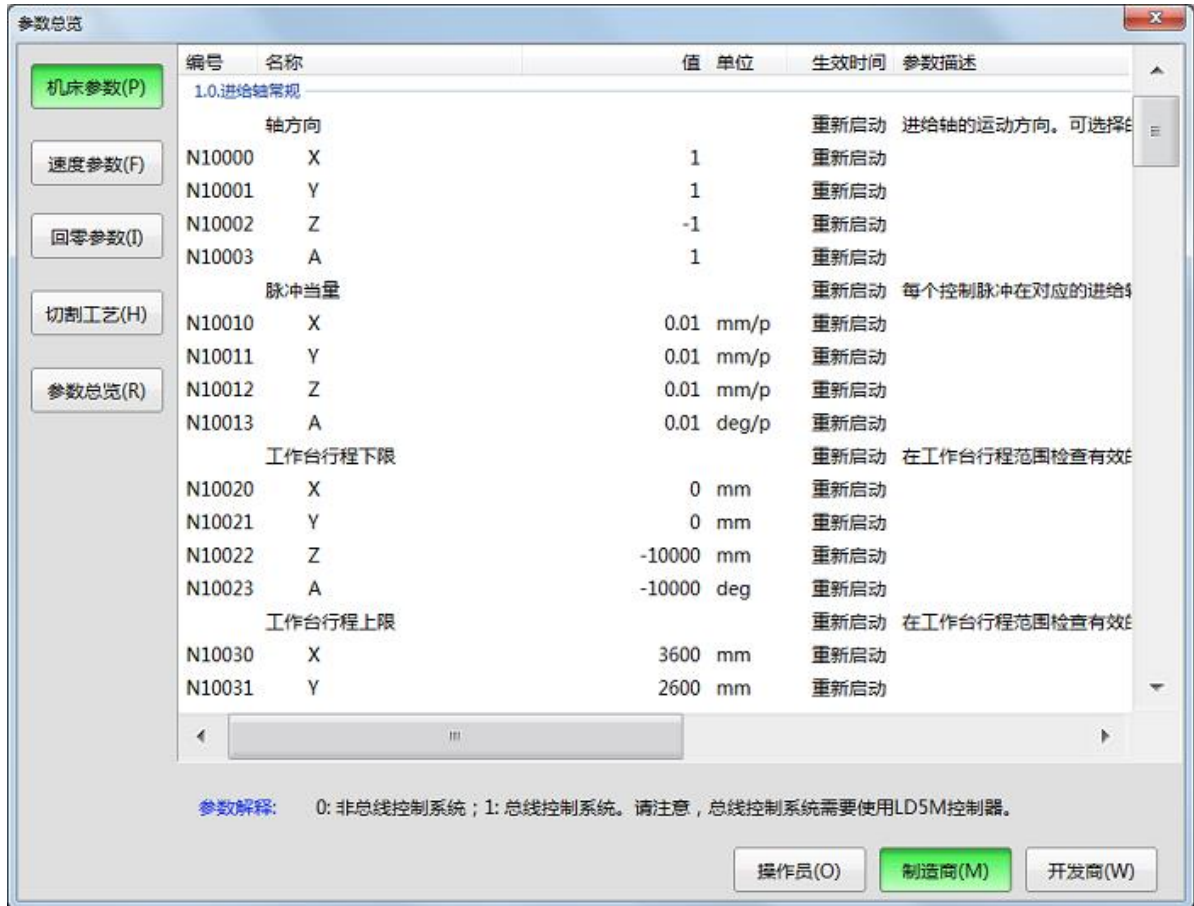 参数总览
机床参数(P)
速度参数(F)
回零参数(I)
切割工艺(H)
参数总览(R)
编号 名称 值 单位 生效时间 参数描述
1.0.进给轴常规
轴方向 重新启动 进给轴的运动方向。可选择
N10000 X 1 重新启动
N10001 Y 1 重新启动
N10002 Z -1 重新启动
N10003 A 1 重新启动
脉冲当量 重新启动 每个控制脉冲在对应的进给
N10010 X 0.01 mm/p 重新启动
N10011 Y 0.01 mm/p 重新启动
N10012 Z 0.01 mm/p 重新启动
N10013 A 0.01 deg/p 重新启动
工作台行程下限 重新启动 在工作台行程范围检查有效
N10020 X 0 mm 重新启动
N10021 Y 0 mm 重新启动
N10022 Z -10000 mm 重新启动
N10023 A -10000 deg 重新启动
工作台行程上限 重新启动 在工作台行程范围检查有效
N10030 X 3600 mm 重新启动
N10031 Y 2600 mm 重新启动
参数解释: 0: 非总线控制系统；1: 总线控制系统。请注意，总线控制系统需要使用LD5M控制器。
操作员(O) 制造商(M) 开发商(W)